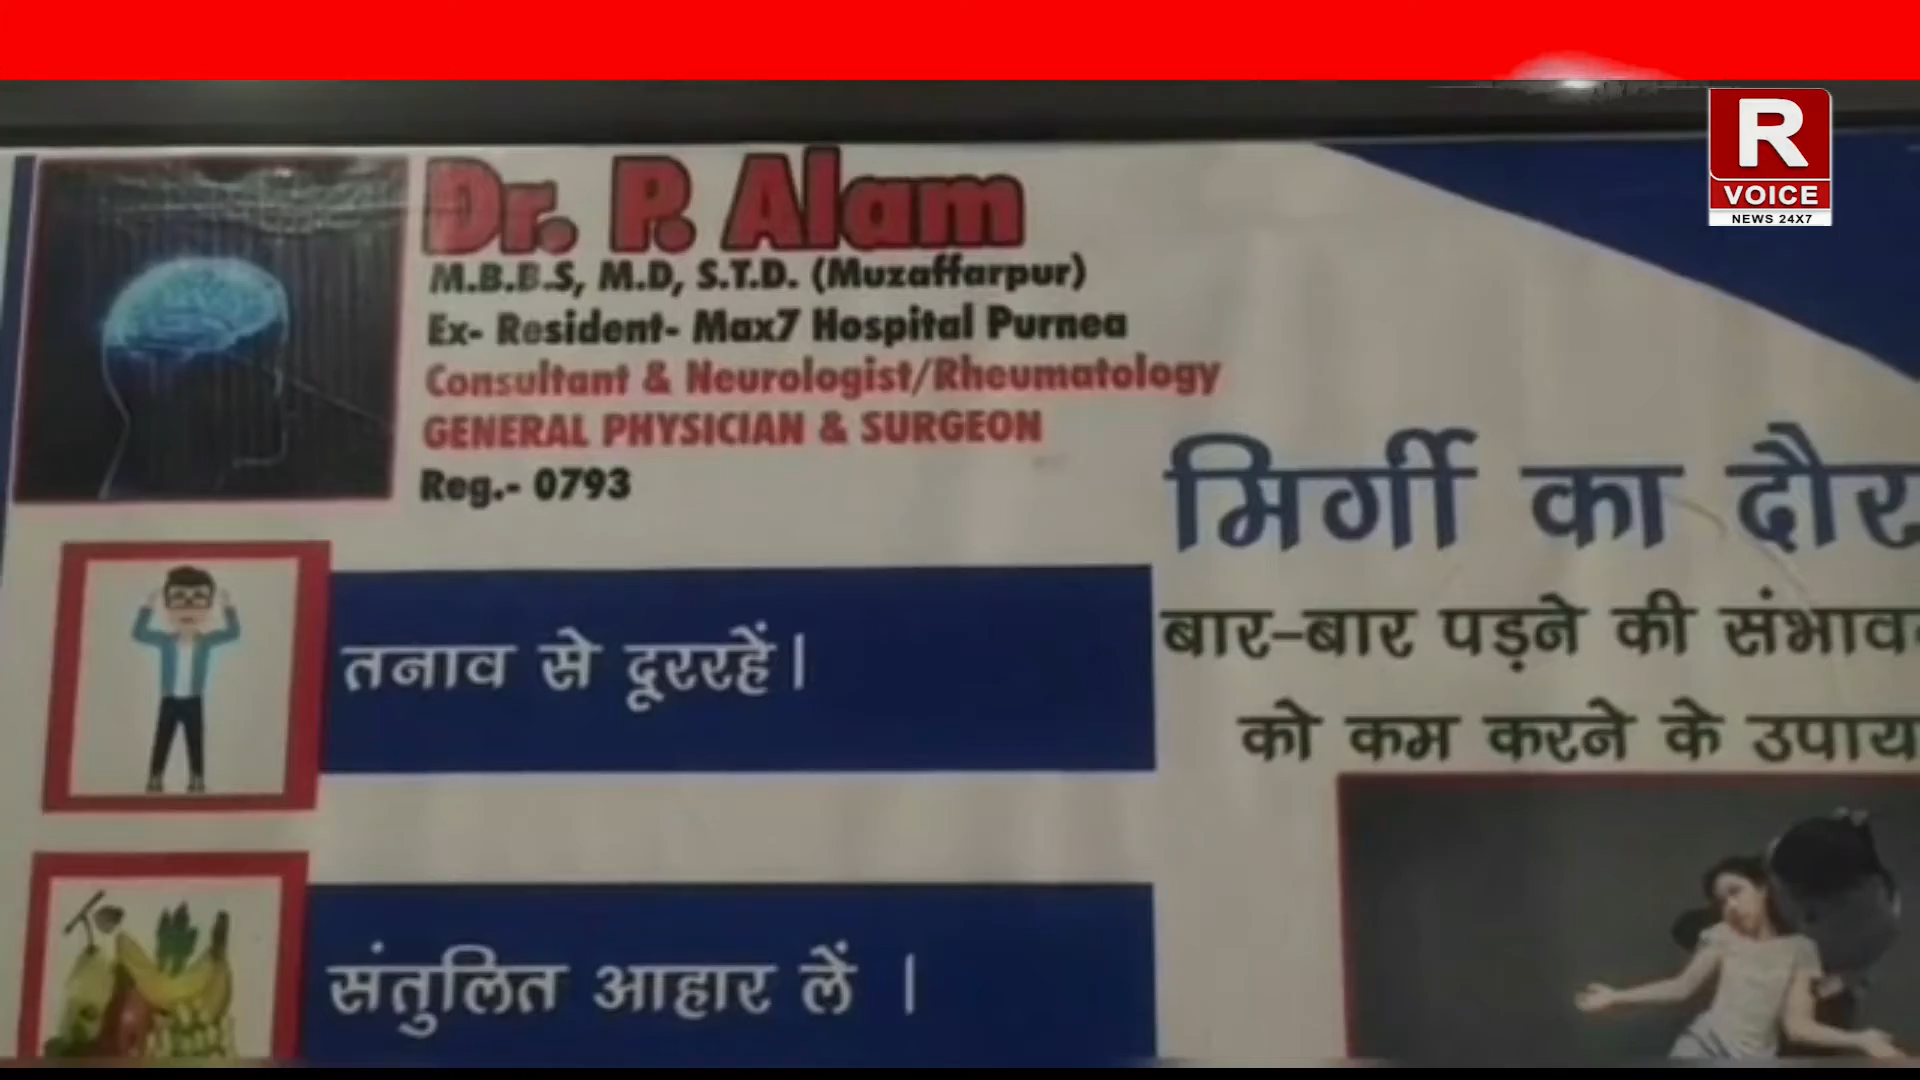 R
VOICE
NEWS 24X7
Dr. P. Alam
M.B.B.S, M.D, S.T.D. (Muzaffarpur)
Ex- Resident- Max7 Hospital Purnea
Consultant & Neurologist/Rheumatology
GENERAL PHYSICIAN & SURGEON
Reg.- 0793
मिर्गी का दौर
बार-बार पड़ने की संभाव
को कम करने के उपाय
तनाव से दूररहें।
संतुलित आहार लें ।